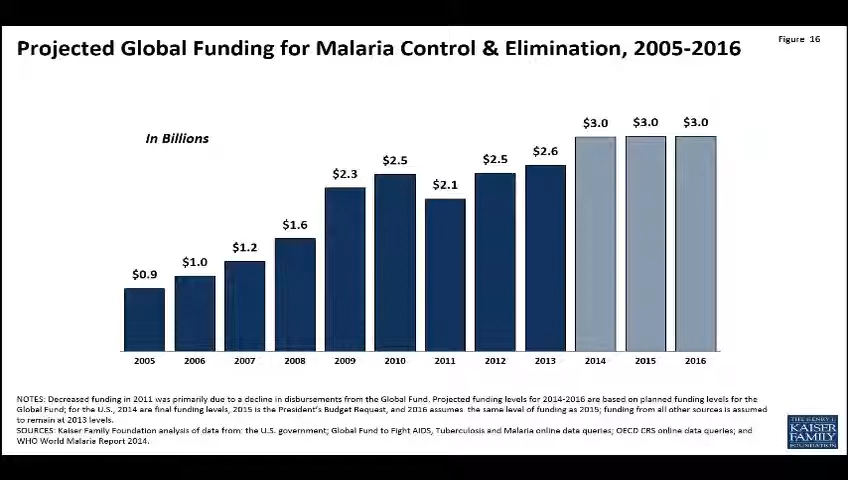 Figure 16
Projected Global Funding for Malaria Control & Elimination, 2005-2016
In Billions
$0.9
$1.0
$1.2
$1.6
$2.3
$2.5
$2.1
$2.5
$2.6
$3.0
$3.0
$3.0
2005
2006
2007
2008
2009
2010
2011
2012
2013
2014
2015
2016
NOTES: Decreased funding in 2011 was primarily due to a decline in disbursements from the Global Fund. Projected funding levels for 2014-2016 are based on planned funding levels for the
Global Fund; for the U.S., 2014 are final funding levels, 2015 is the President's Budget Request, and 2016 assumes the same level of funding as 2015; funding from all other sources is assumed
to remain at 2013 levels.
SOURCES: Kaiser Family Foundation analysis of data from: the U.S. government; Global Fund to Fight AIDS, Tuberculosis and Malaria online data queries; OECD CRS online data queries; and
WHO World Malaria Report 2014.
THE HENRY J.
KAISER
FAMILY
FOUNDATION